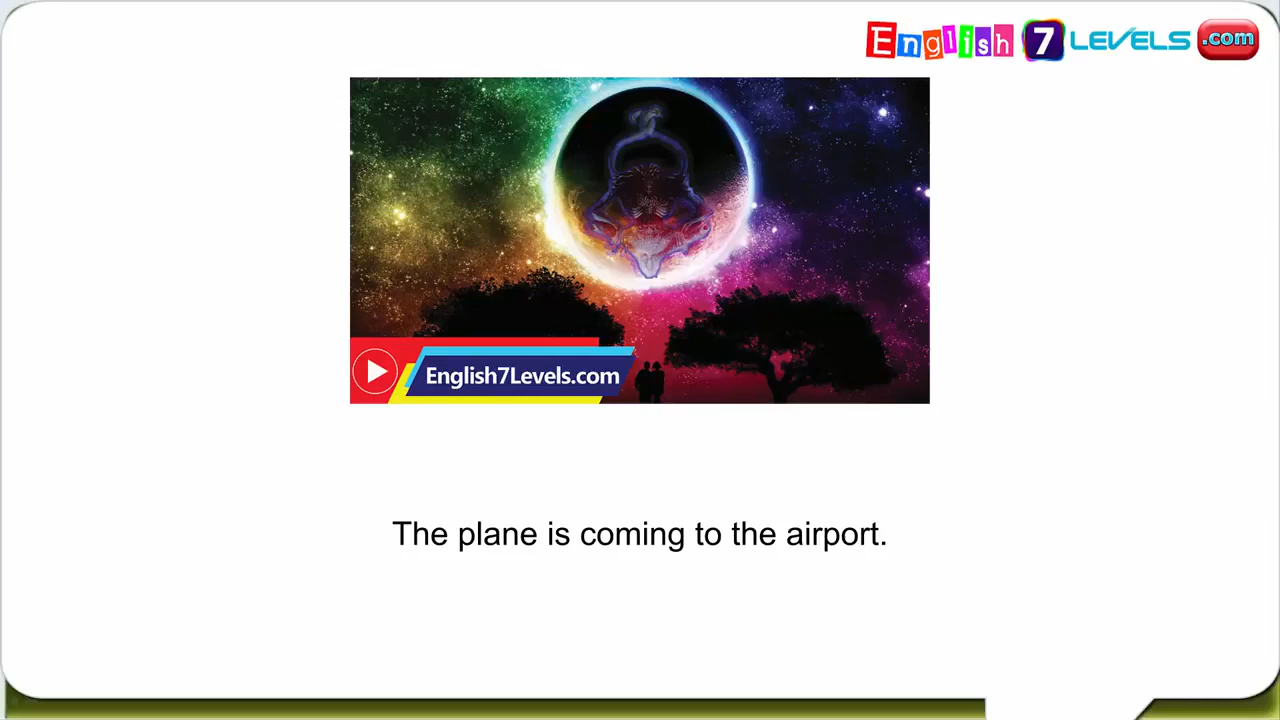 English 7 LEVELS .com
English7Levels.com
The plane is coming to the airport.